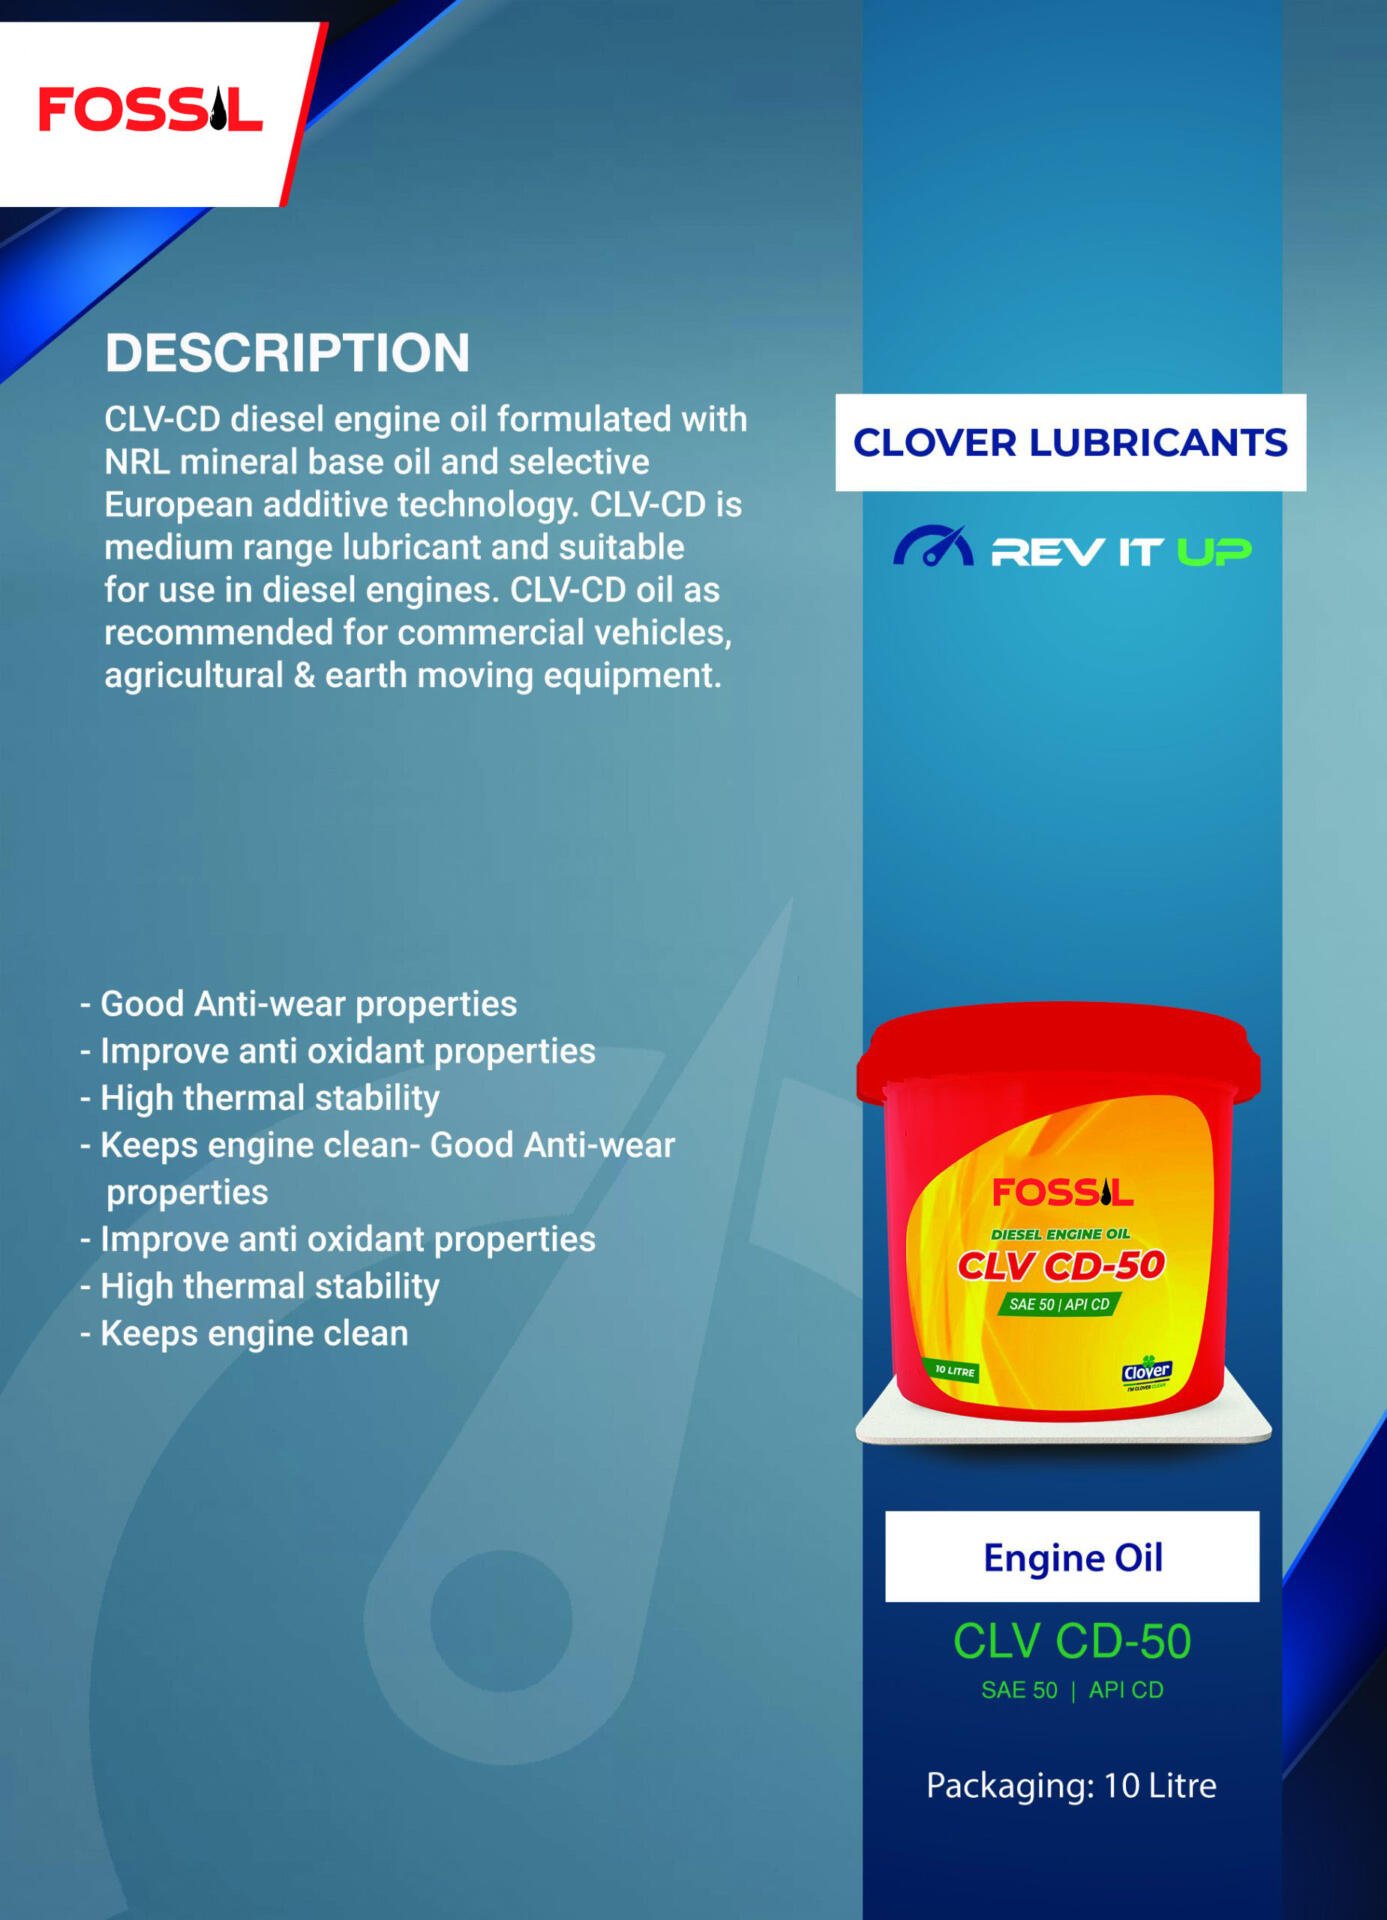 FOSSIL
DESCRIPTION
CLV-CD diesel engine oil formulated with
NRL mineral base oil and selective
European additive technology. CLV-CD is
medium range lubricant and suitable
for use in diesel engines. CLV-CD oil as
recommended for commercial vehicles,
agricultural & earth moving equipment.
- Good Anti-wear properties
- Improve anti oxidant properties
- High thermal stability
- Keeps engine clean- Good Anti-wear
properties
- Improve anti oxidant properties
- High thermal stability
- Keeps engine clean
CLOVER LUBRICANTS
REV IT UP
FOSSIL
DIESEL ENGINE OIL
CLV CD-50
SAE 50 | API CD
10 LITRE
Clover
I'M CLOVER CLEAN
Engine Oil
CLV CD-50
SAE 50 | API CD
Packaging: 10 Litre